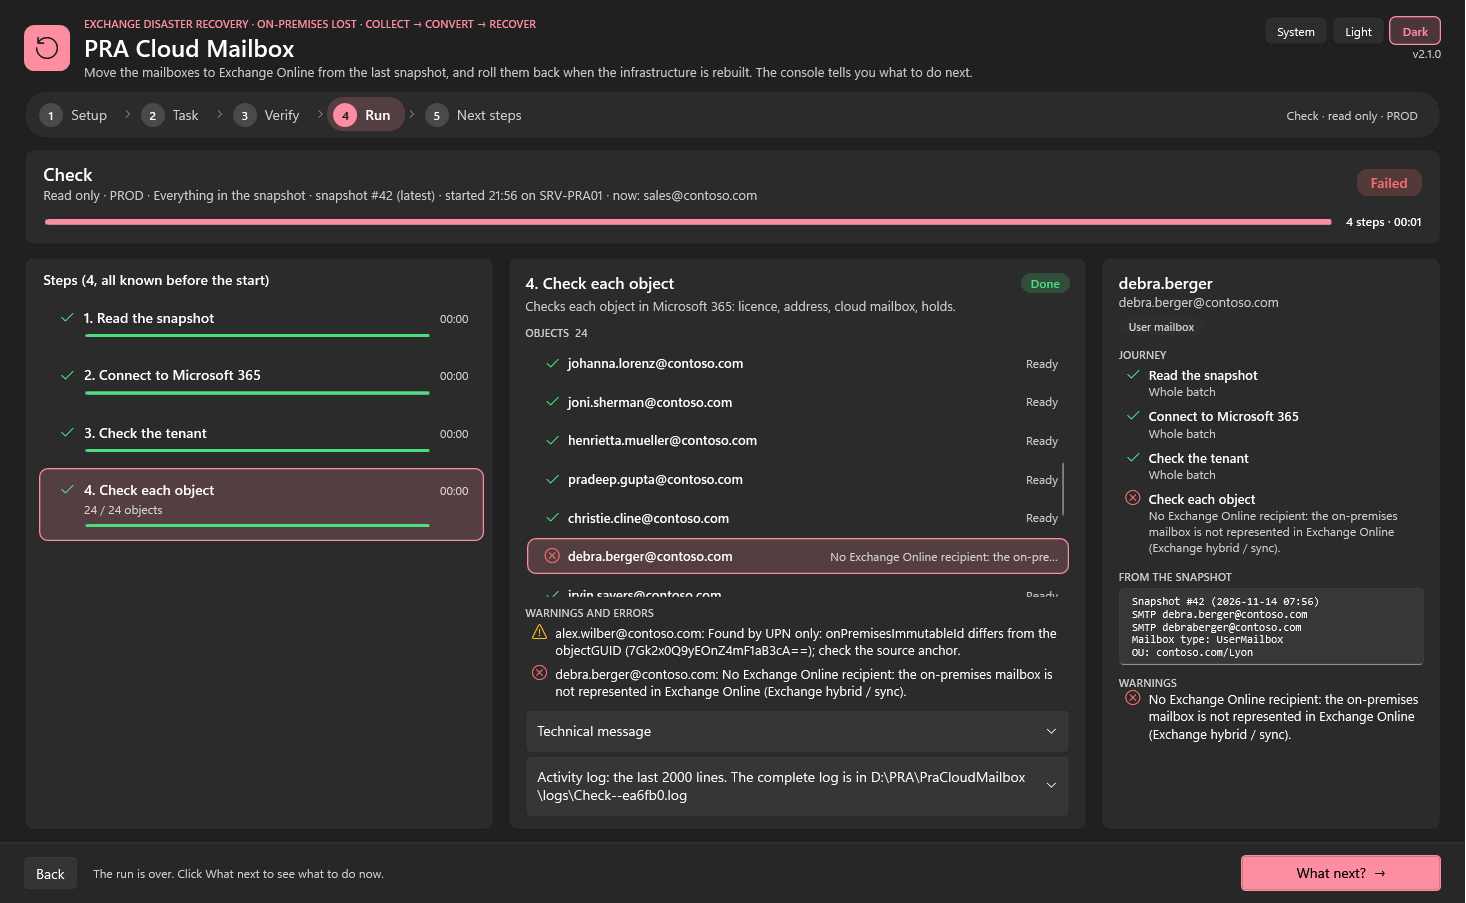 EXCHANGE DISASTER RECOVERY · ON-PREMISES LOST · COLLECT → CONVERT → RECOVER
PRA Cloud Mailbox
Move the mailboxes to Exchange Online from the last snapshot, and roll them back when the infrastructure is rebuilt. The console tells you what to do next.
System
Light
Dark
v2.1.0
1 Setup
2 Task
3 Verify
4 Run
5 Next steps
Check · read only · PROD
Check
Read only · PROD · Everything in the snapshot · snapshot #42 (latest) · started 21:56 on SRV-PRA01 · now: sales@contoso.com
Failed
4 steps · 00:01
Steps (4, all known before the start)
1. Read the snapshot 00:00
2. Connect to Microsoft 365 00:00
3. Check the tenant 00:00
4. Check each object 00:00
24 / 24 objects
4. Check each object
Done
Checks each object in Microsoft 365: licence, address, cloud mailbox, holds.
OBJECTS 24
johanna.lorenz@contoso.com Ready
joni.sherman@contoso.com Ready
henrietta.mueller@contoso.com Ready
pradeep.gupta@contoso.com Ready
christie.cline@contoso.com Ready
debra.berger@contoso.com No Exchange Online recipient: the on-pre...
irvin.sayers@contoso.com Ready
WARNINGS AND ERRORS
alex.wilber@contoso.com: Found by UPN only: onPremisesImmutableId differs from the
objectGUID (7Gk2x0Q9yEOnZ4mF1aB3cA==); check the source anchor.
debra.berger@contoso.com: No Exchange Online recipient: the on-premises mailbox is
not represented in Exchange Online (Exchange hybrid / sync).
Technical message
Activity log: the last 2000 lines. The complete log is in D:\PRA\PraCloudMailbox
\logs\Check--ea6fb0.log
debra.berger
debra.berger@contoso.com
User mailbox
JOURNEY
Read the snapshot
Whole batch
Connect to Microsoft 365
Whole batch
Check the tenant
Whole batch
Check each object
No Exchange Online recipient: the on-premises
mailbox is not represented in Exchange Online
(Exchange hybrid / sync).
FROM THE SNAPSHOT
Snapshot #42 (2026-11-14 07:56)
SMTP debra.berger@contoso.com
SMTP debraberger@contoso.com
Mailbox type: UserMailbox
OU: contoso.com/Lyon
WARNINGS
No Exchange Online recipient: the on-premises
mailbox is not represented in Exchange Online
(Exchange hybrid / sync).
Back
The run is over. Click What next to see what to do now.
What next? →